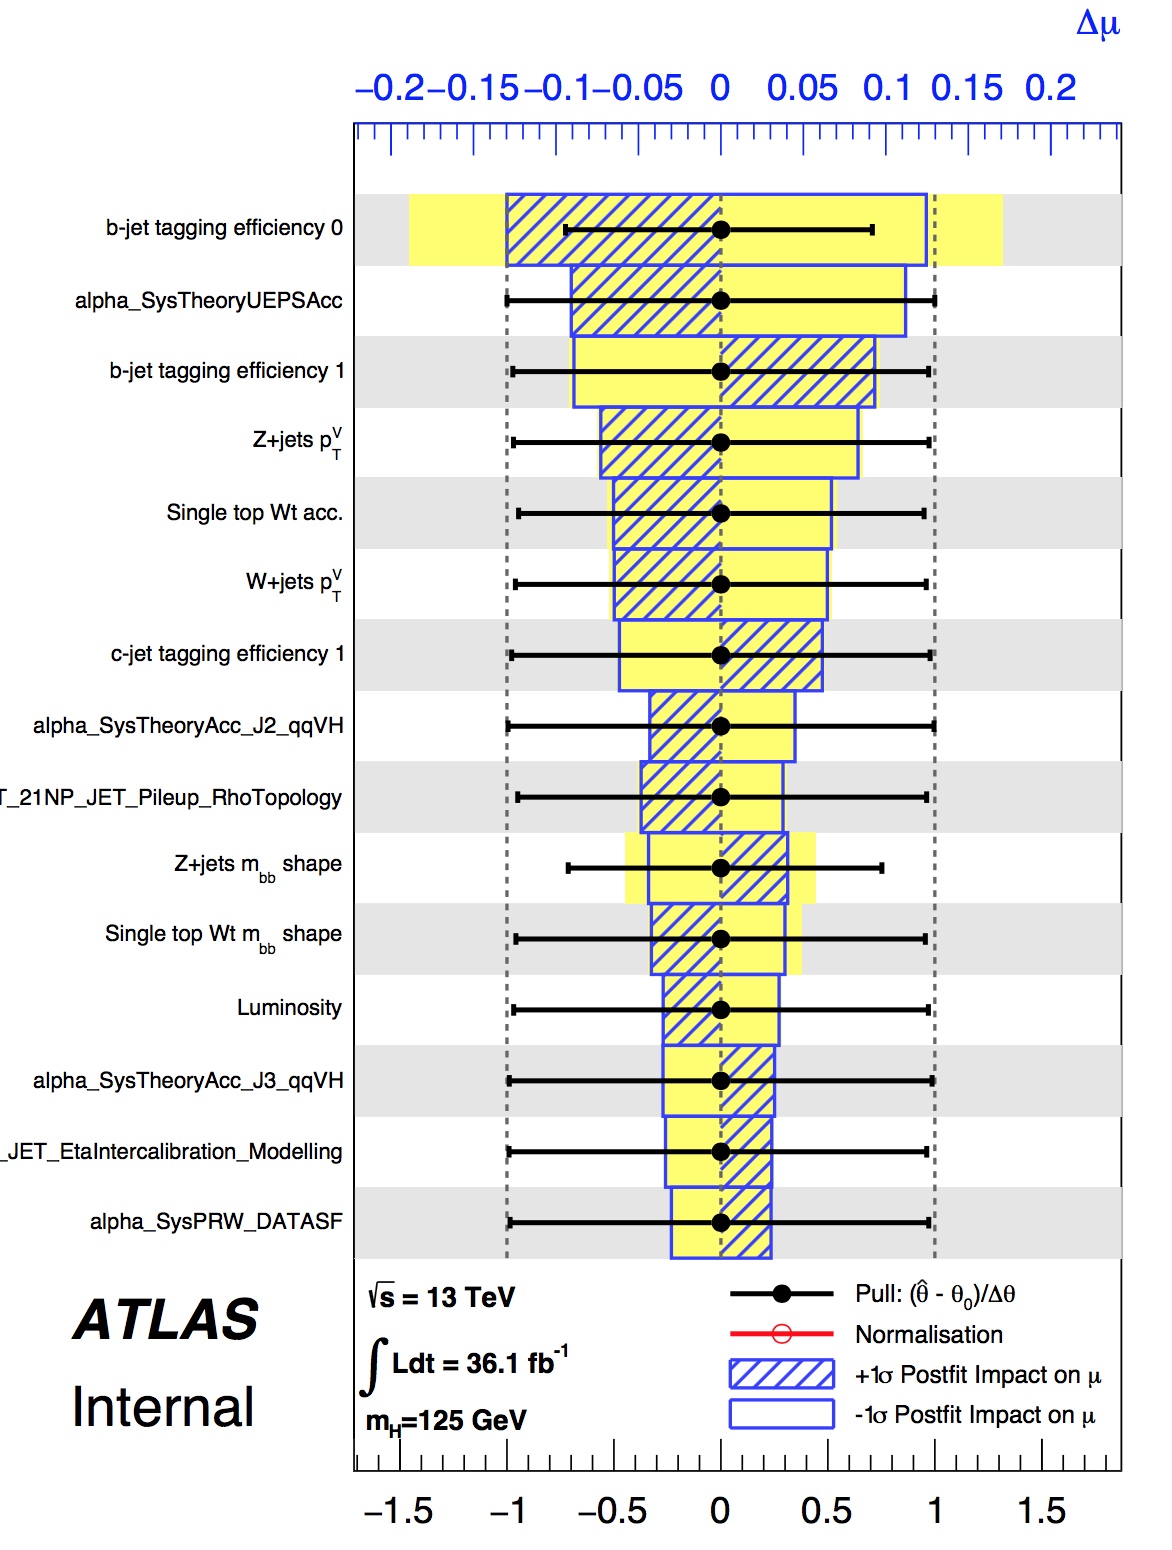 Δμ
−0.2 −0.15 −0.1 −0.05 0 0.05 0.1 0.15 0.2
b-jet tagging efficiency 0
alpha_SysTheoryUEPSAcc
b-jet tagging efficiency 1
Z+jets p_T^V
Single top Wt acc.
W+jets p_T^V
c-jet tagging efficiency 1
alpha_SysTheoryAcc_J2_qqVH
T_21NP_JET_Pileup_RhoTopology
Z+jets m_bb shape
Single top Wt m_bb shape
Luminosity
alpha_SysTheoryAcc_J3_qqVH
_JET_EtaIntercalibration_Modelling
alpha_SysPRW_DATASF
ATLAS
Internal
√s = 13 TeV
∫ Ldt = 36.1 fb⁻¹
m_H=125 GeV
Pull: (θ̂ - θ₀)/Δθ
Normalisation
+1σ Postfit Impact on μ
-1σ Postfit Impact on μ
−1.5 −1 −0.5 0 0.5 1 1.5